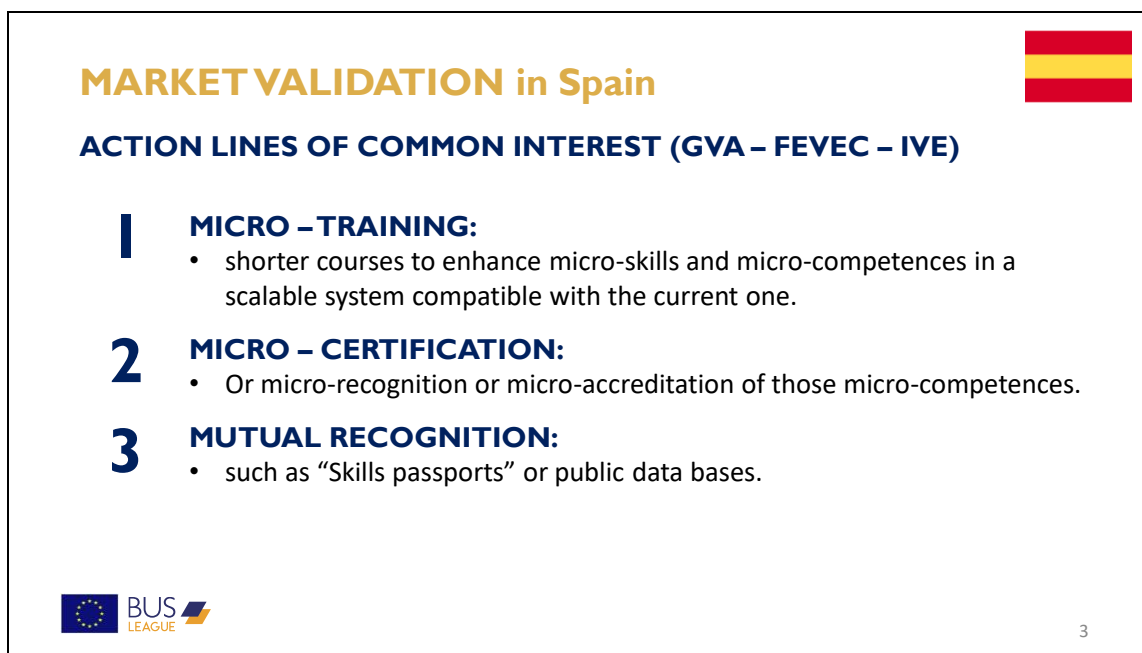 MARKET VALIDATION in Spain
ACTION LINES OF COMMON INTEREST (GVA – FEVEC – IVE)
1 MICRO – TRAINING:
• shorter courses to enhance micro-skills and micro-competences in a
scalable system compatible with the current one.
2 MICRO – CERTIFICATION:
• Or micro-recognition or micro-accreditation of those micro-competences.
3 MUTUAL RECOGNITION:
• such as “Skills passports” or public data bases.
BUS
LEAGUE
3